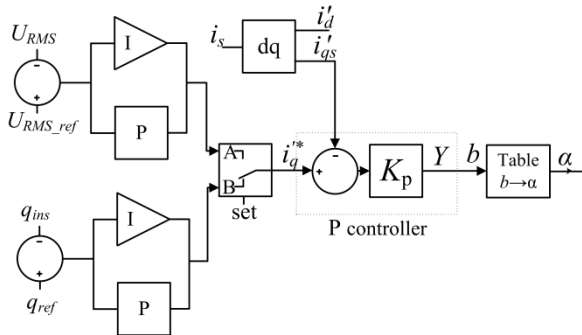 U_RMS
-
+
U_RMS_ref
I
P
i_s
dq
i'_d
i'_qs
A
B
set
i'*_q
+
-
K_p
Y
P controller
b
Table
b→α
α
q_ins
-
+
q_ref
I
P